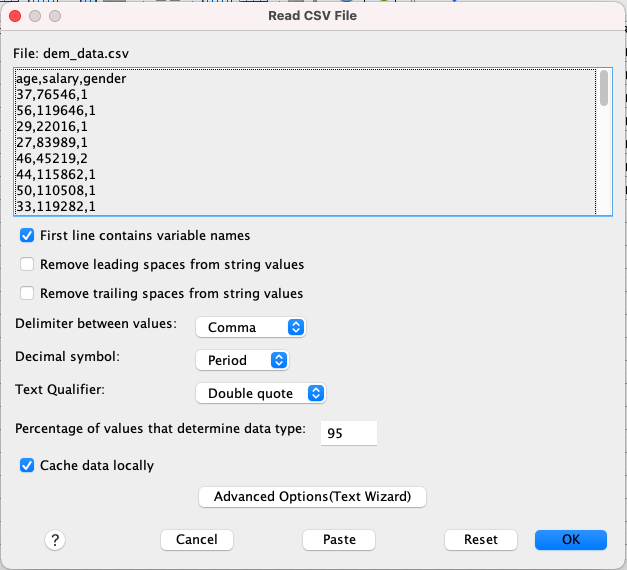 Read CSV File
File: dem_data.csv
age,salary,gender
37,76546,1
56,119646,1
29,22016,1
27,83989,1
46,45219,2
44,115862,1
50,110508,1
33,119282,1
First line contains variable names
Remove leading spaces from string values
Remove trailing spaces from string values
Delimiter between values: Comma
Decimal symbol: Period
Text Qualifier: Double quote
Percentage of values that determine data type: 95
Cache data locally
Advanced Options(Text Wizard)
? Cancel Paste Reset OK